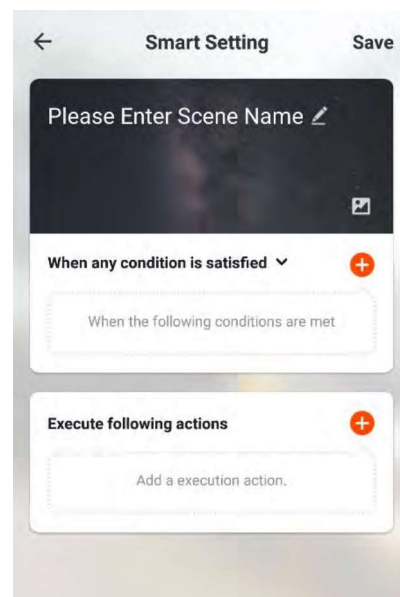 Smart Setting
Save
Please Enter Scene Name
When any condition is satisfied
When the following conditions are met
Execute following actions
Add a execution action.